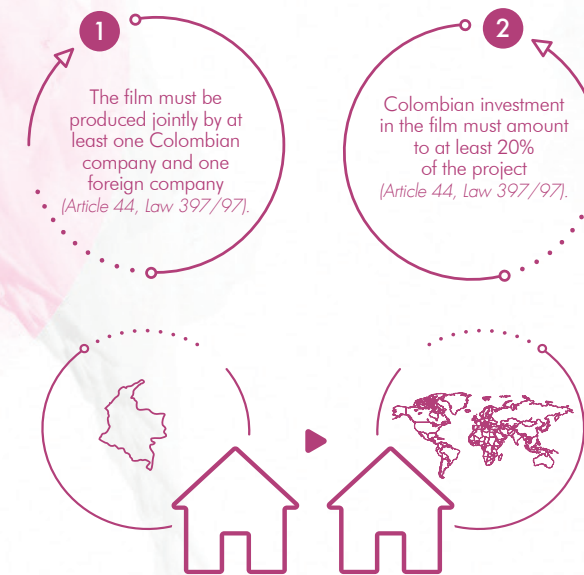 1
The film must be
produced jointly by at
least one Colombian
company and one
foreign company
(Article 44, Law 397/97).
2
Colombian investment
in the film must amount
to at least 20%
of the project
(Article 44, Law 397/97).